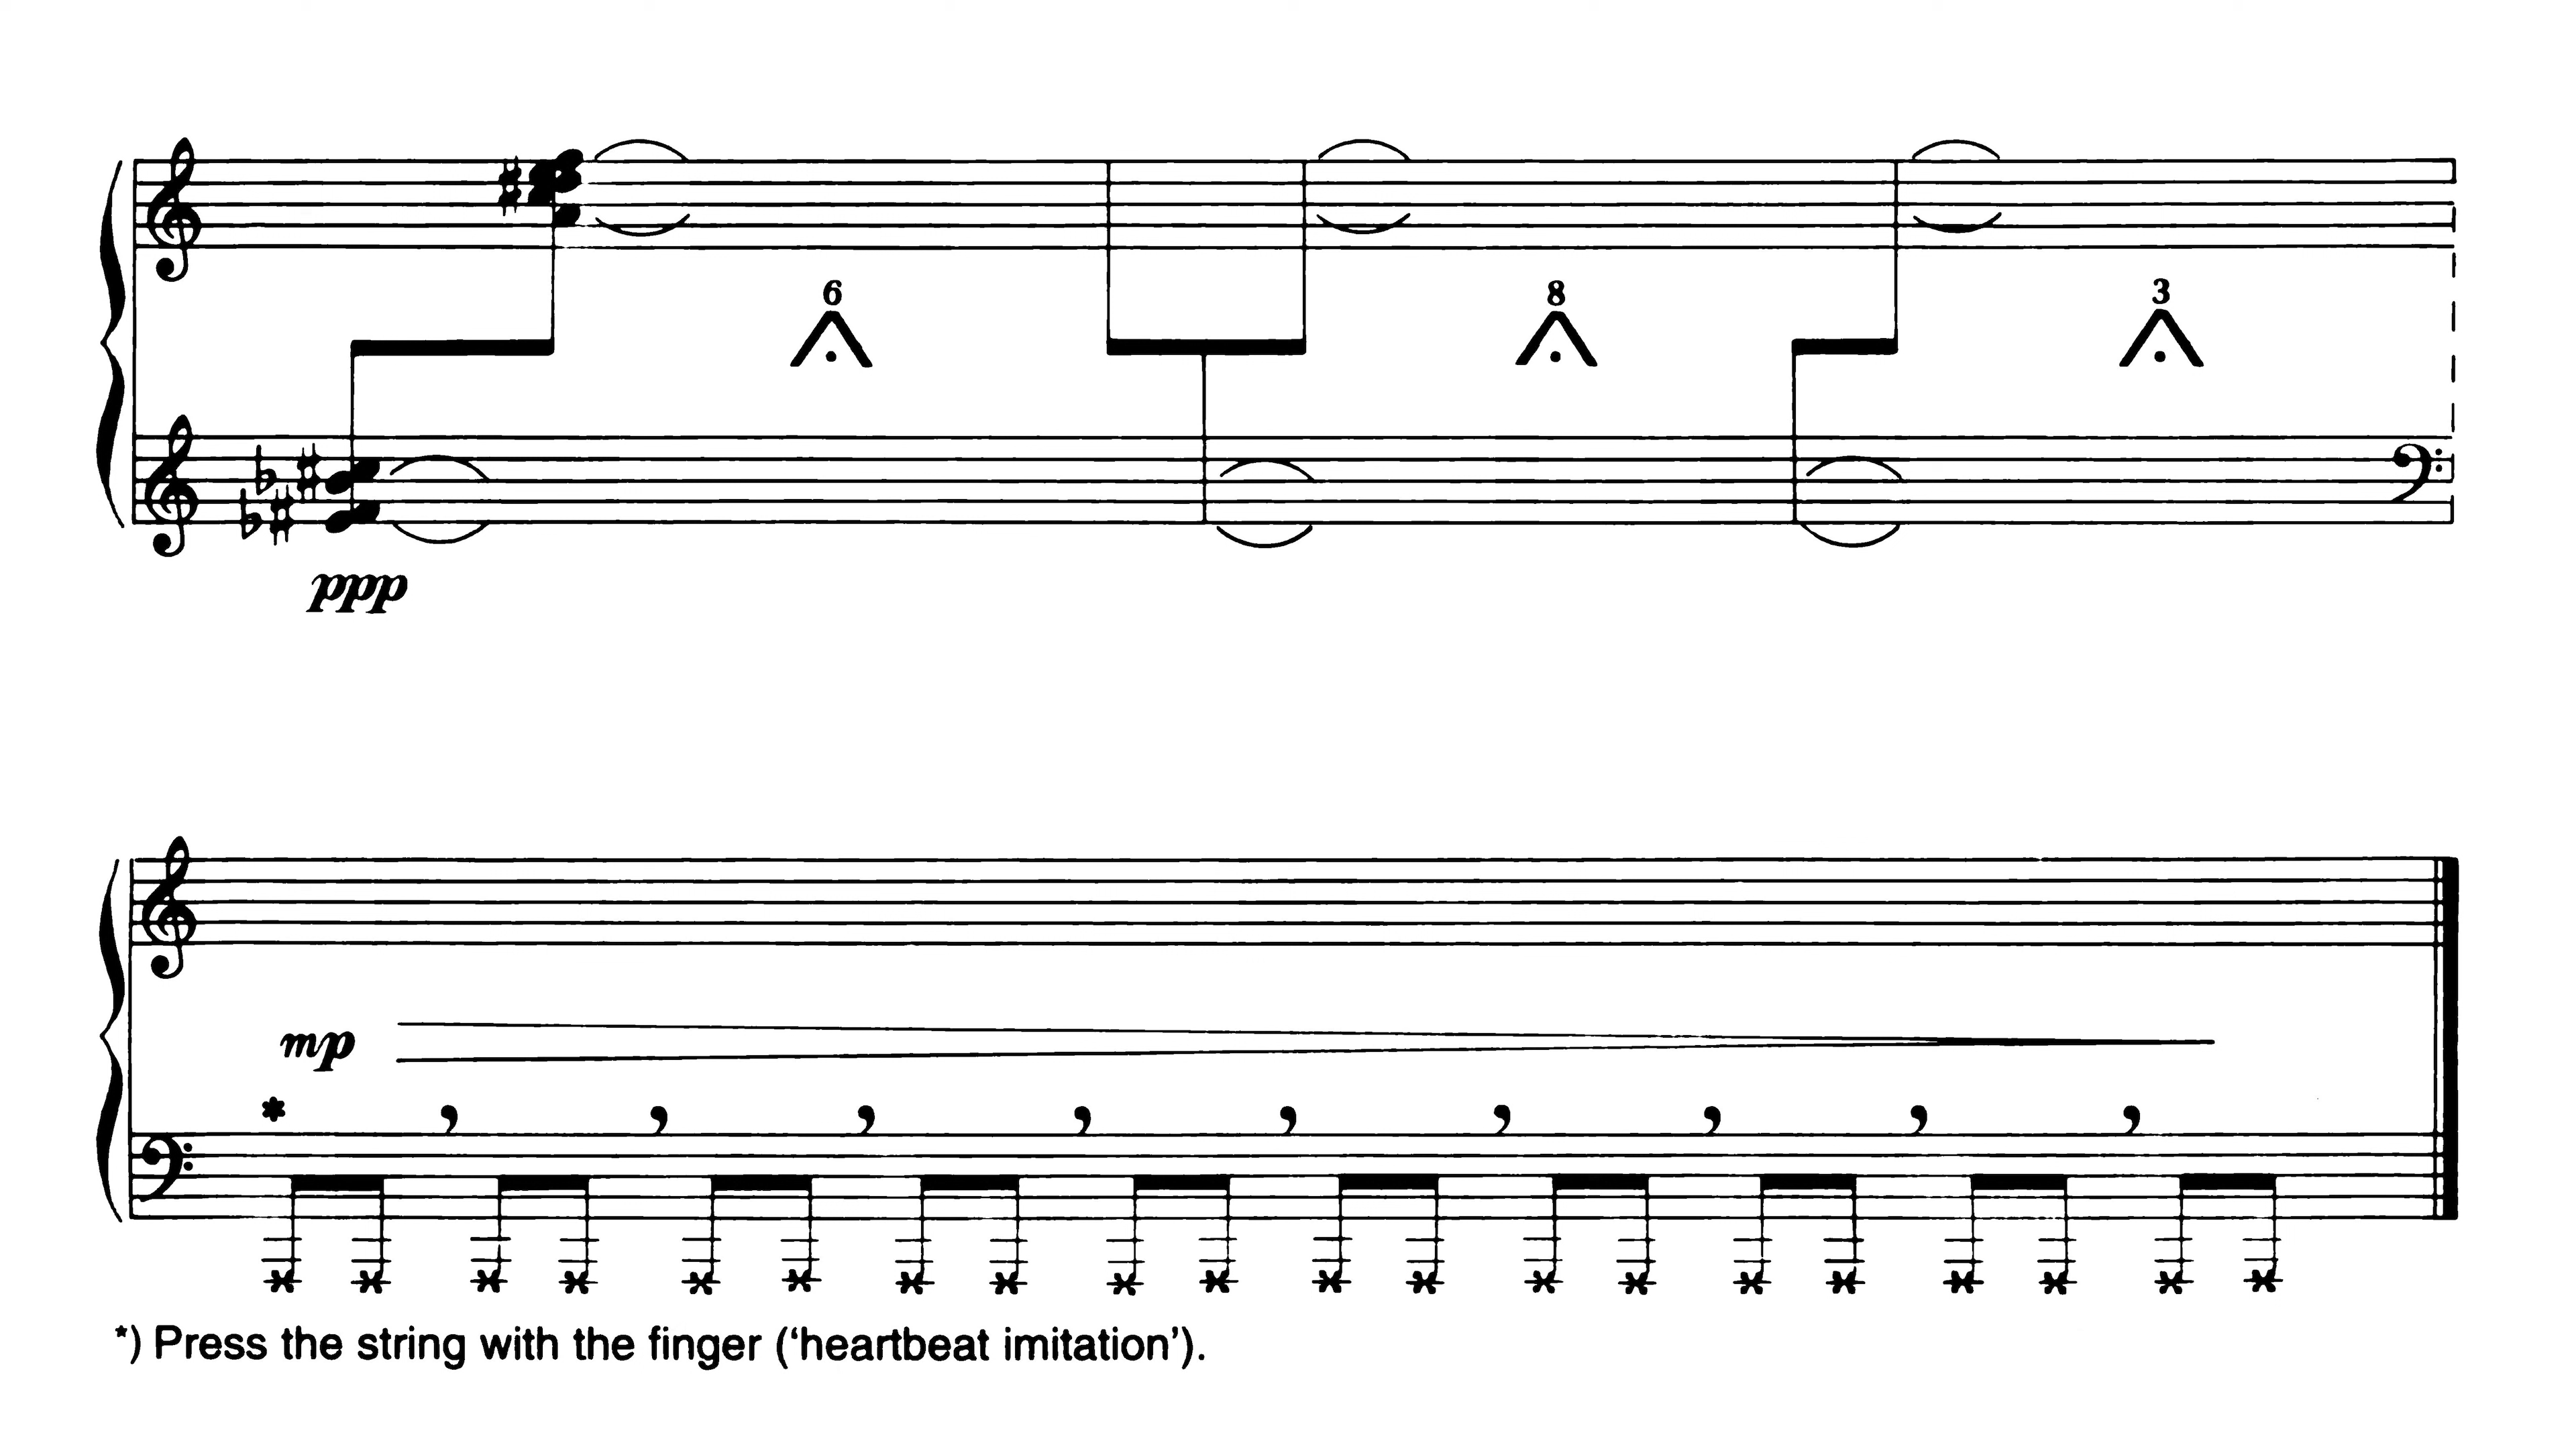 6 8 3
ppp
mp
*) Press the string with the finger (‘heartbeat imitation’).